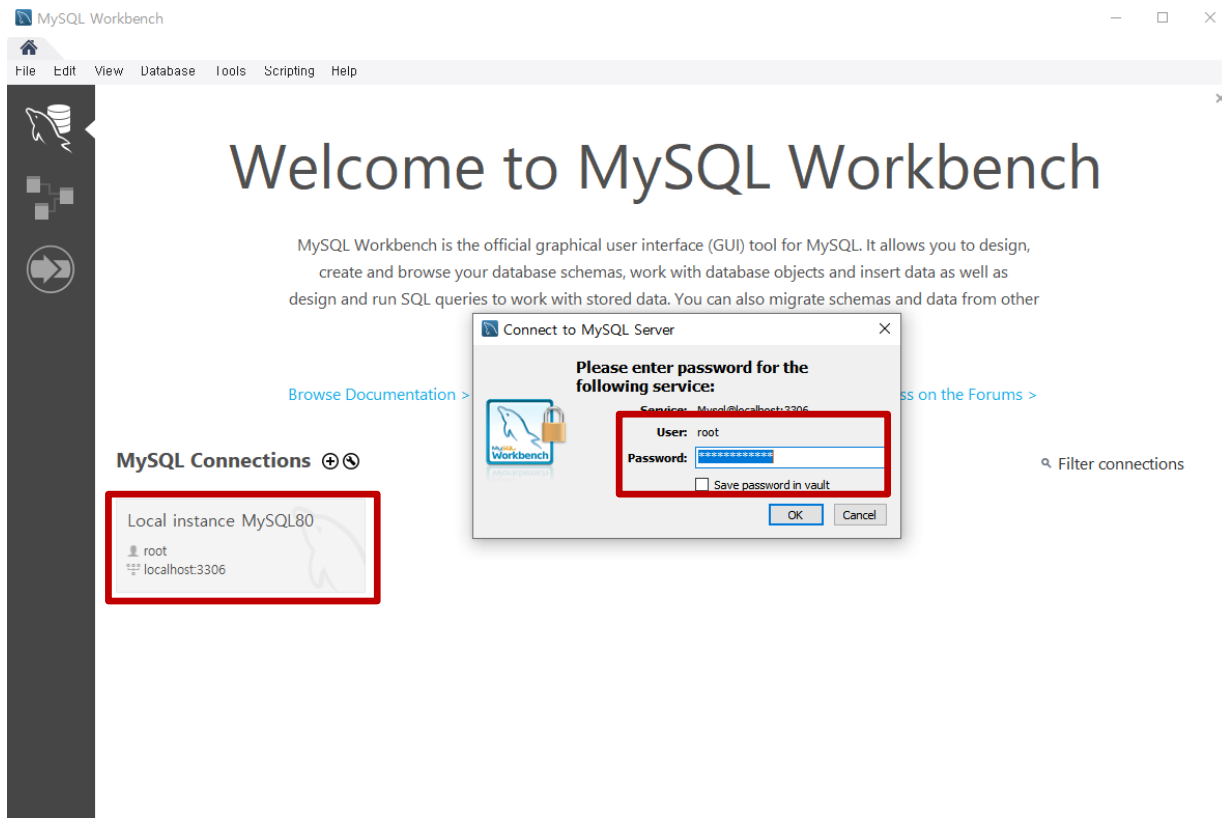 MySQL Workbench
File Edit View Database Tools Scripting Help
Welcome to MySQL Workbench
MySQL Workbench is the official graphical user interface (GUI) tool for MySQL. It allows you to design,
create and browse your database schemas, work with database objects and insert data as well as
design and run SQL queries to work with stored data. You can also migrate schemas and data from other
Connect to MySQL Server
Please enter password for the
following service:
Service: Mysql@localhost:3306
User: root
Password: ************
Save password in vault
OK Cancel
MySQL
Workbench
Browse Documentation >
ss on the Forums >
MySQL Connections
Filter connections
Local instance MySQL80
root
localhost:3306